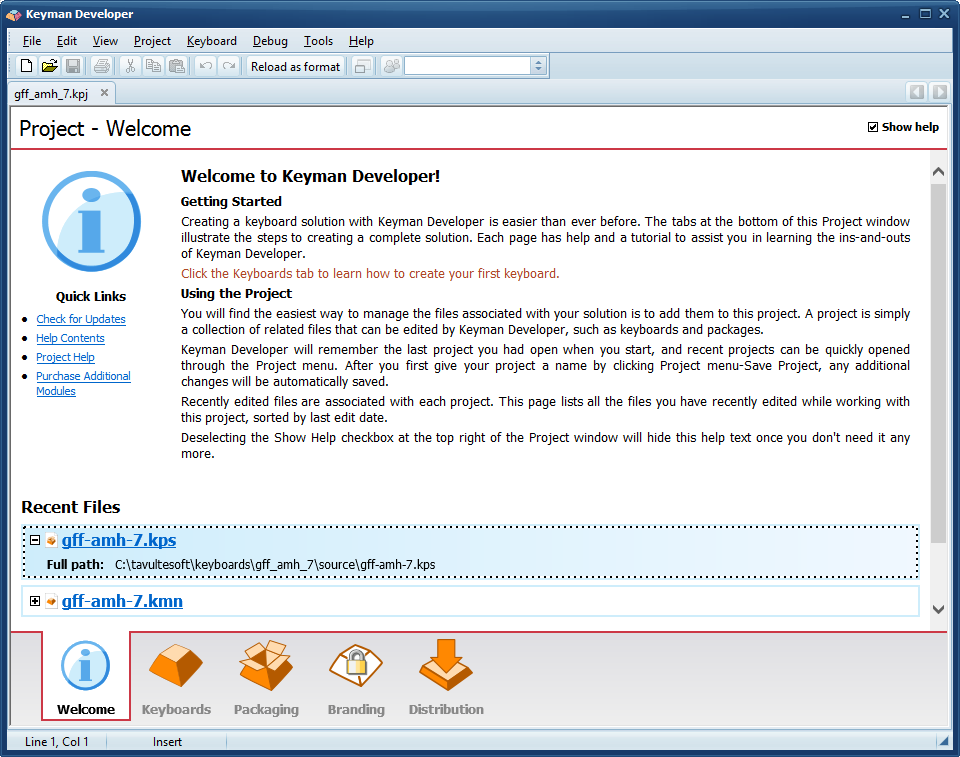 Keyman Developer
File Edit View Project Keyboard Debug Tools Help
Reload as format
gff_amh_7.kpj
Project - Welcome
Show help
Welcome to Keyman Developer!
Getting Started
Creating a keyboard solution with Keyman Developer is easier than ever before. The tabs at the bottom of this Project window
illustrate the steps to creating a complete solution. Each page has help and a tutorial to assist you in learning the ins-and-outs
of Keyman Developer.
Click the Keyboards tab to learn how to create your first keyboard.
Using the Project
You will find the easiest way to manage the files associated with your solution is to add them to this project. A project is simply
a collection of related files that can be edited by Keyman Developer, such as keyboards and packages.
Keyman Developer will remember the last project you had open when you start, and recent projects can be quickly opened
through the Project menu. After you first give your project a name by clicking Project menu-Save Project, any additional
changes will be automatically saved.
Recently edited files are associated with each project. This page lists all the files you have recently edited while working with
this project, sorted by last edit date.
Deselecting the Show Help checkbox at the top right of the Project window will hide this help text once you don't need it any
more.
Quick Links
Check for Updates
Help Contents
Project Help
Purchase Additional
Modules
Recent Files
gff-amh-7.kps
Full path: C:\tavultesoft\keyboards\gff_amh_7\source\gff-amh-7.kps
gff-amh-7.kmn
Welcome Keyboards Packaging Branding Distribution
Line 1, Col 1 Insert